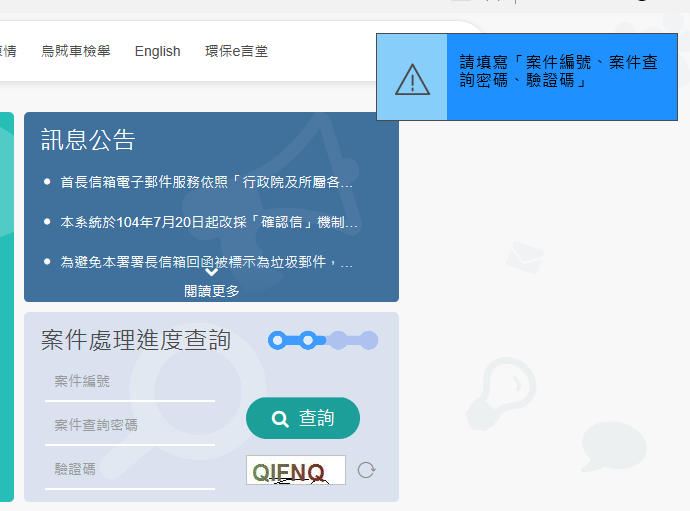 烏賊車檢舉 English 環保e言堂
請填寫「案件編號、案件查
詢密碼、驗證碼」
訊息公告
首長信箱電子郵件服務依照「行政院及所屬各...
本系統於104年7月20日起改採「確認信」機制...
為避免本署署長信箱回函被標示為垃圾郵件，...
閱讀更多
案件處理進度查詢
案件編號
案件查詢密碼
查詢
驗證碼
QIENQ